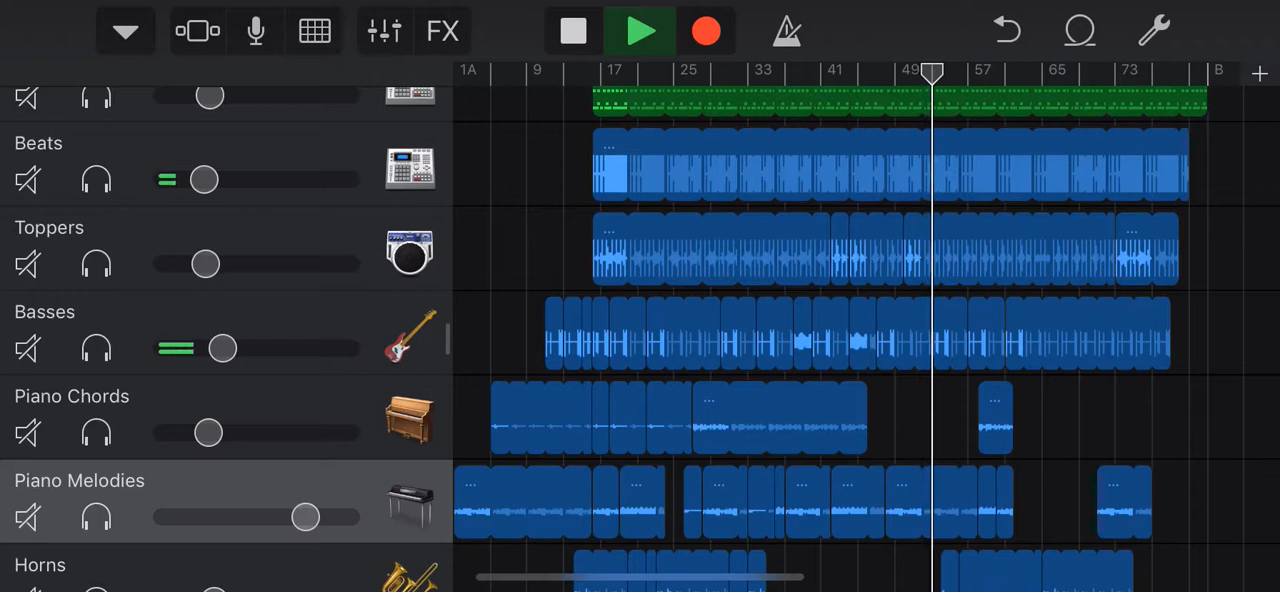 FX
1A 9 17 25 33 41 49 57 65 73 B
Beats
...
Toppers
... ...
Basses
Piano Chords
... ...
Piano Melodies
... ... ... ... ... ... ...
Horns